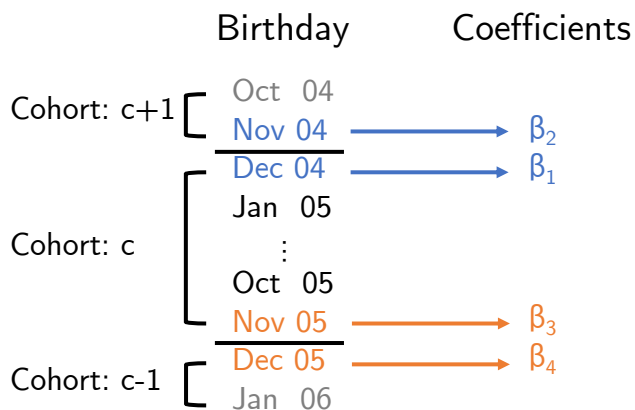 Birthday Coefficients
Oct 04
Cohort: c+1
Nov 04 β₂
Dec 04 β₁
Jan 05
Cohort: c
⋮
Oct 05
Nov 05 β₃
Dec 05 β₄
Cohort: c-1
Jan 06